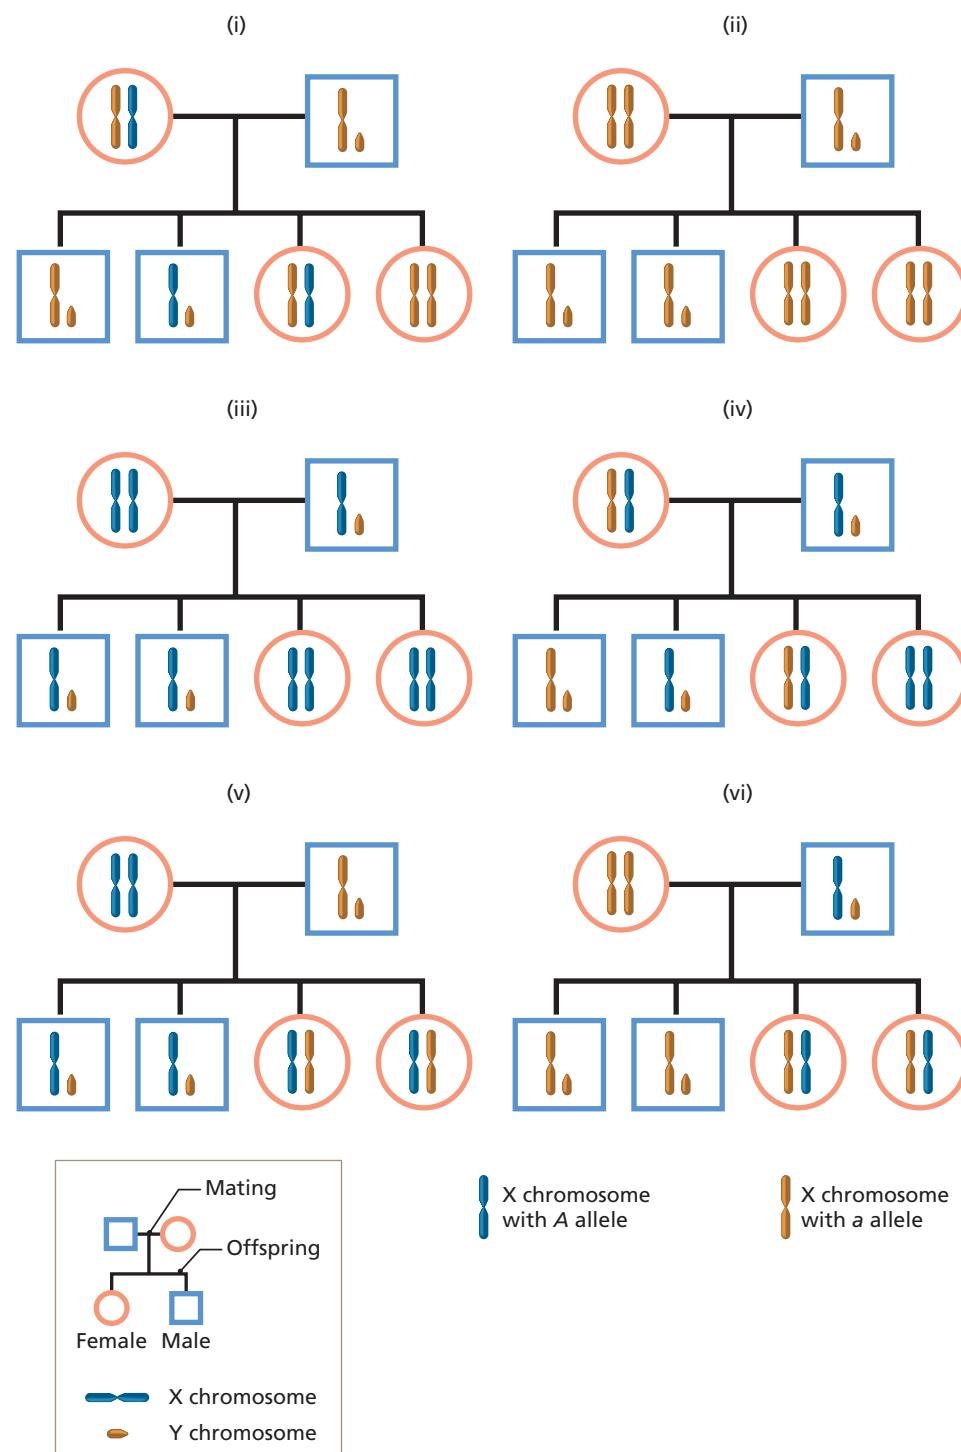 (i)
(ii)
(iii)
(iv)
(v)
(vi)
Mating
Offspring
Female Male
X chromosome
Y chromosome
X chromosome
with A allele
X chromosome
with a allele